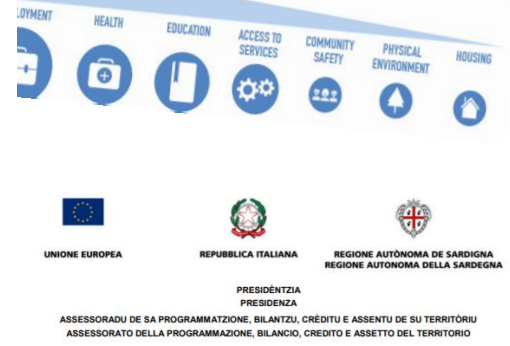 LOYMENT
HEALTH
EDUCATION
ACCESS TO
SERVICES
COMMUNITY
SAFETY
PHYSICAL
ENVIRONMENT
HOUSING
UNIONE EUROPEA
REPUBBLICA ITALIANA
REGIONE AUTÒNOMA DE SARDIGNA
REGIONE AUTONOMA DELLA SARDEGNA
PRESIDÈNTZIA
PRESIDENZA
ASSESSORADU DE SA PROGRAMMATZIONE, BILANTZU, CRÈDITU E ASSENTU DE SU TERRITÒRIU
ASSESSORATO DELLA PROGRAMMAZIONE, BILANCIO, CREDITO E ASSETTO DEL TERRITORIO